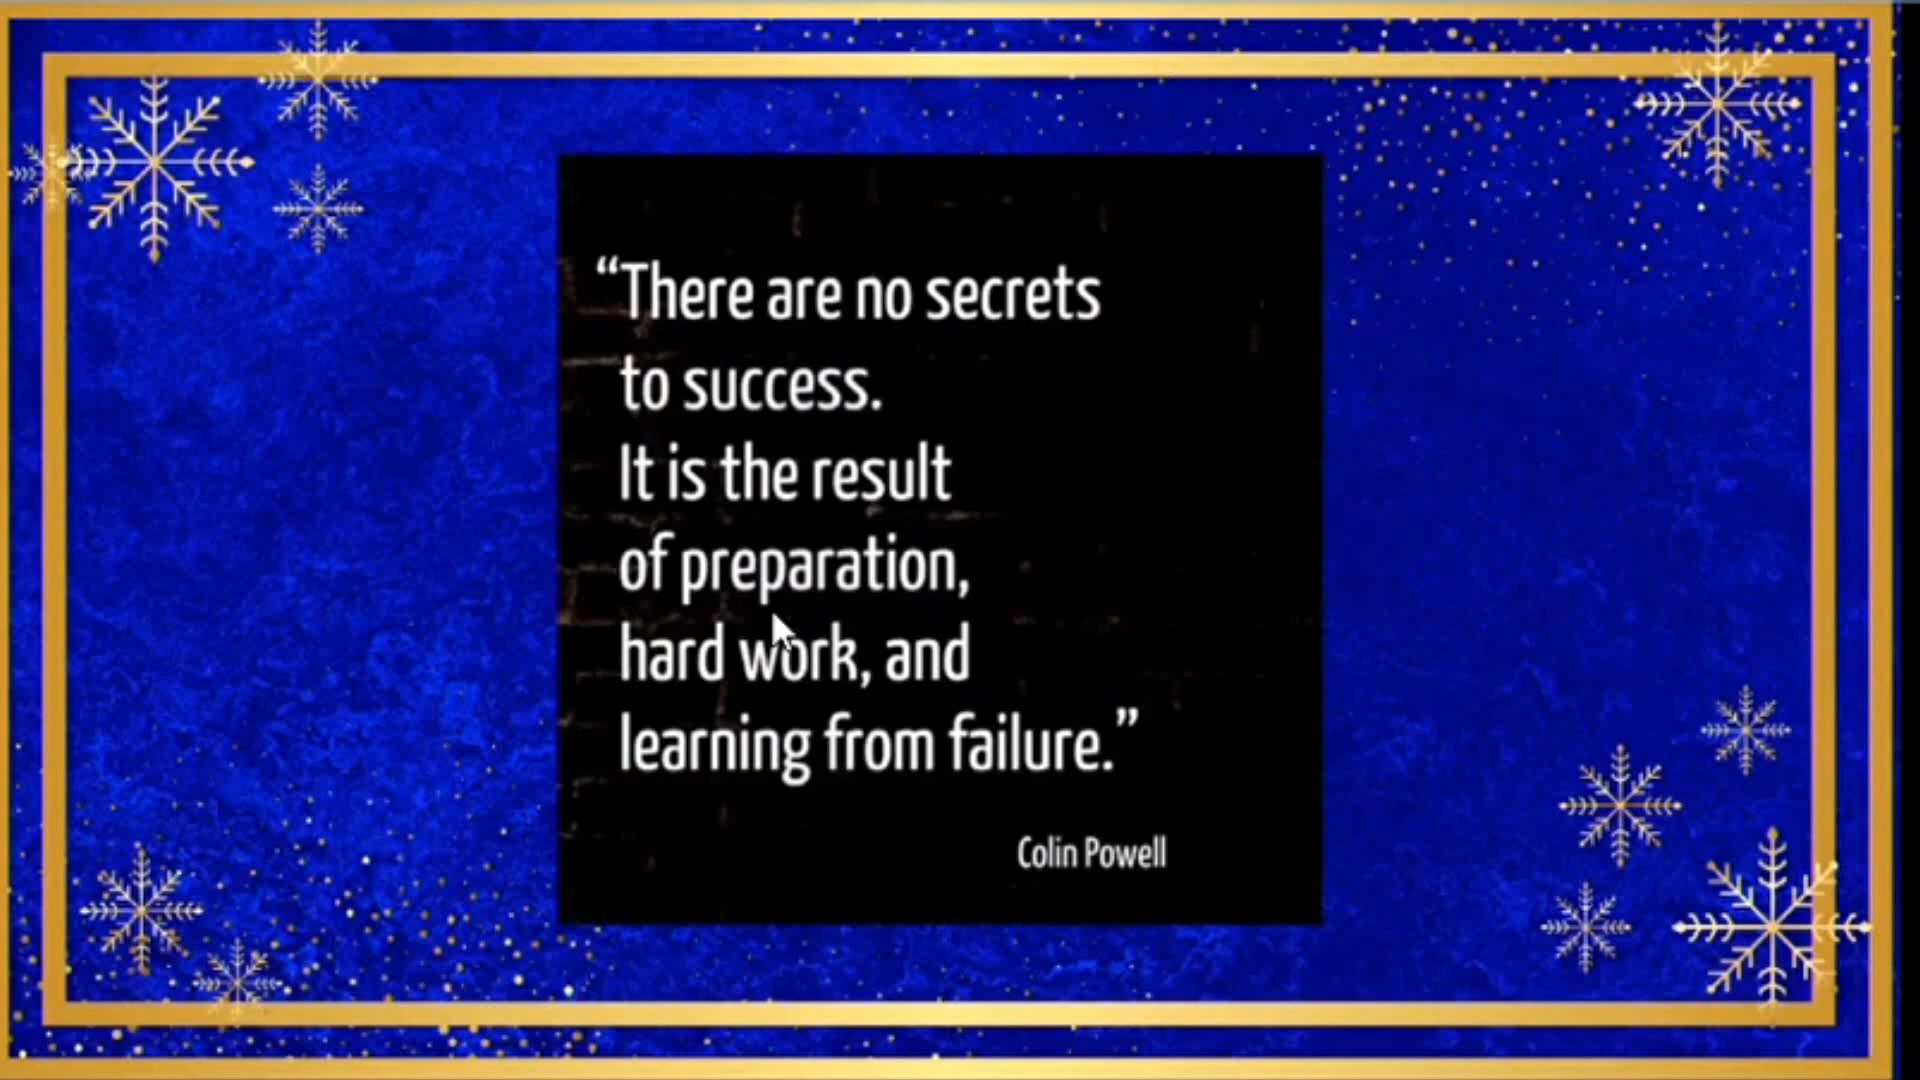 “There are no secrets
to success.
It is the result
of preparation,
hard work, and
learning from failure.”
Colin Powell